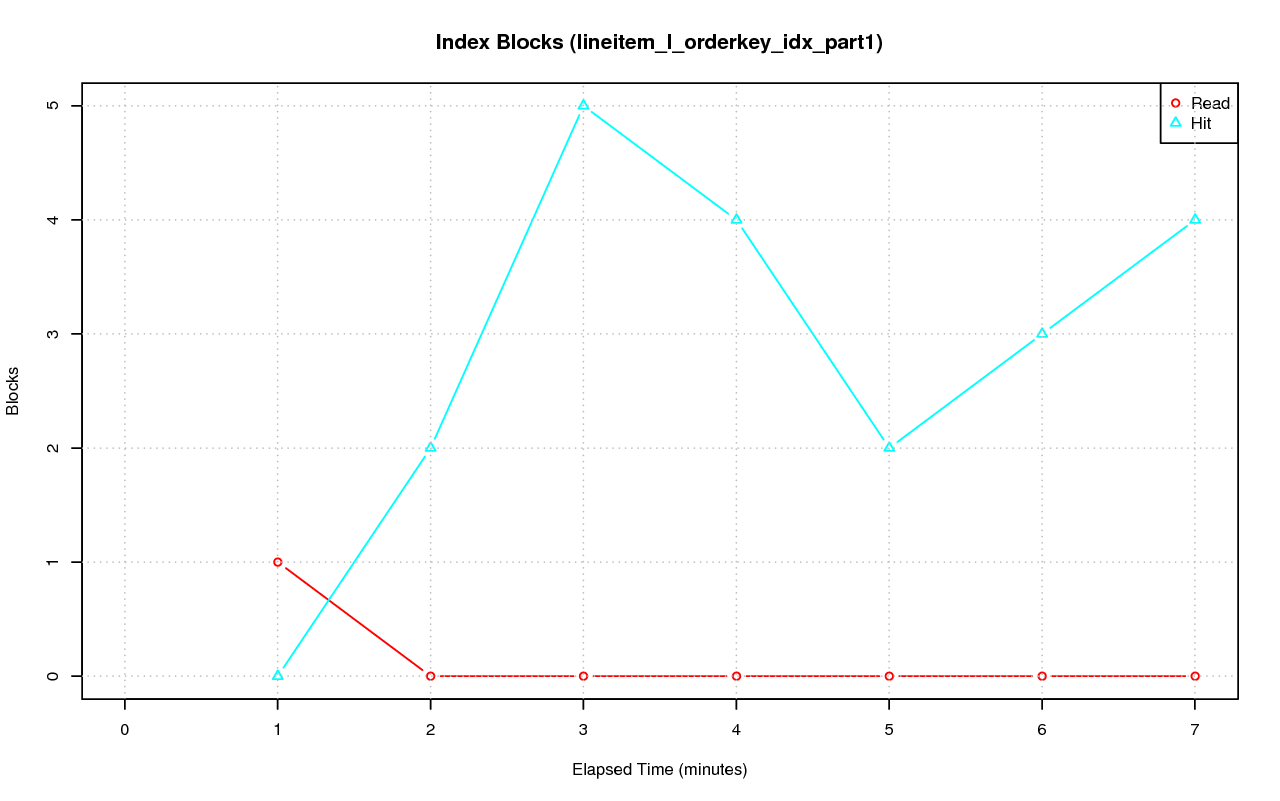 Index Blocks (lineitem_l_orderkey_idx_part1)
Read
Hit
Blocks
5
4
3
2
1
0
0 1 2 3 4 5 6 7
Elapsed Time (minutes)